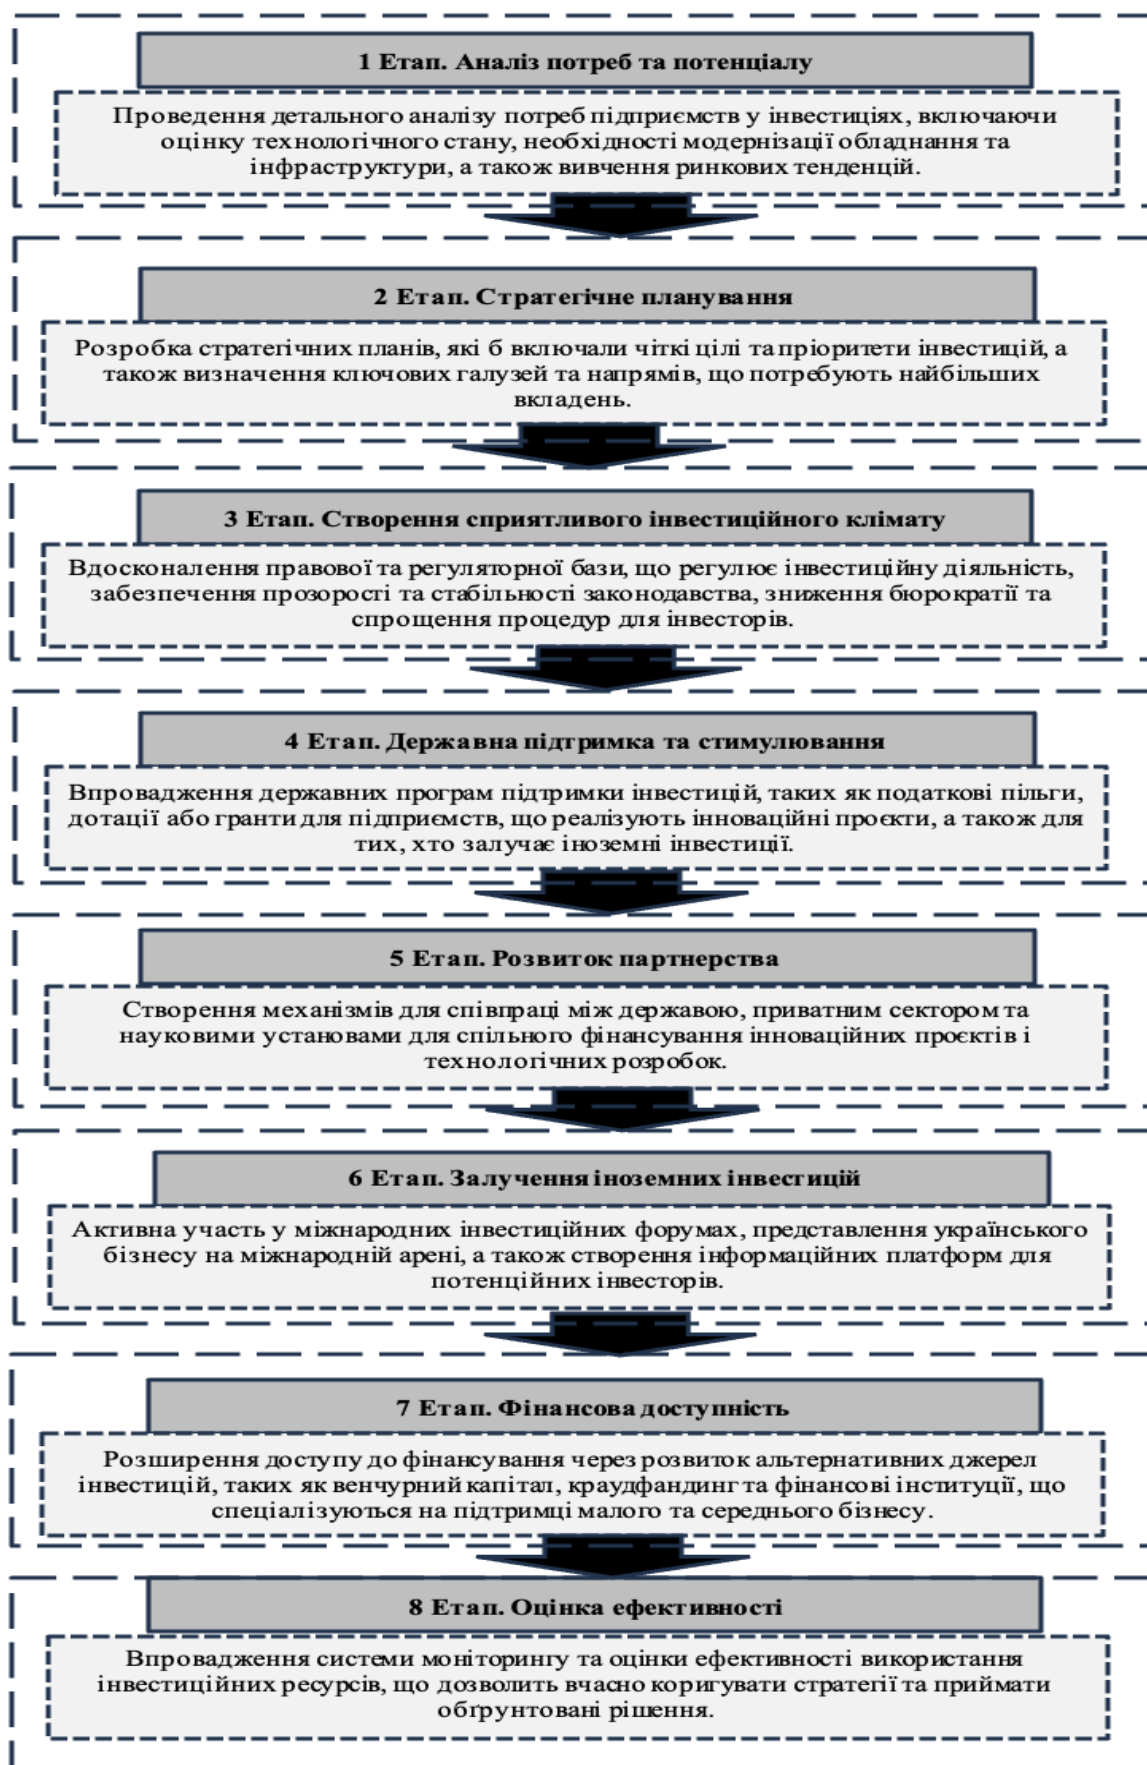 1 Етап. Аналіз потреб та потенціалу
Проведення детального аналізу потреб підприємств у інвестиціях, включаючи
оцінку технологічного стану, необхідності модернізації обладнання та
інфраструктури, а також вивчення ринкових тенденцій.
2 Етап. Стратегічне планування
Розробка стратегічних планів, які б включали чіткі цілі та пріоритети інвестицій, а
також визначення ключових галузей та напрямів, що потребують найбільших
вкладень.
3 Етап. Створення сприятливого інвестиційного клімату
Вдосконалення правової та регуляторної бази, що регулює інвестиційну діяльність,
забезпечення прозорості та стабільності законодавства, зниження бюрократії та
спрощення процедур для інвесторів.
4 Етап. Державна підтримка та стимулювання
Впровадження державних програм підтримки інвестицій, таких як податкові пільги,
дотації або гранти для підприємств, що реалізують інноваційні проєкти, а також для
тих, хто залучає іноземні інвестиції.
5 Етап. Розвиток партнерства
Створення механізмів для співпраці між державою, приватним сектором та
науковими установами для спільного фінансування інноваційних проєктів і
технологічних розробок.
6 Етап. Залучення іноземних інвестицій
Активна участь у міжнародних інвестиційних форумах, представлення українського
бізнесу на міжнародній арені, а також створення інформаційних платформ для
потенційних інвесторів.
7 Етап. Фінансова доступність
Розширення доступу до фінансування через розвиток альтернативних джерел
інвестицій, таких як венчурний капітал, краудфандинг та фінансові інституції, що
спеціалізуються на підтримці малого та середнього бізнесу.
8 Етап. Оцінка ефективності
Впровадження системи моніторингу та оцінки ефективності використання
інвестиційних ресурсів, що дозволить вчасно коригувати стратегії та приймати
обґрунтовані рішення.